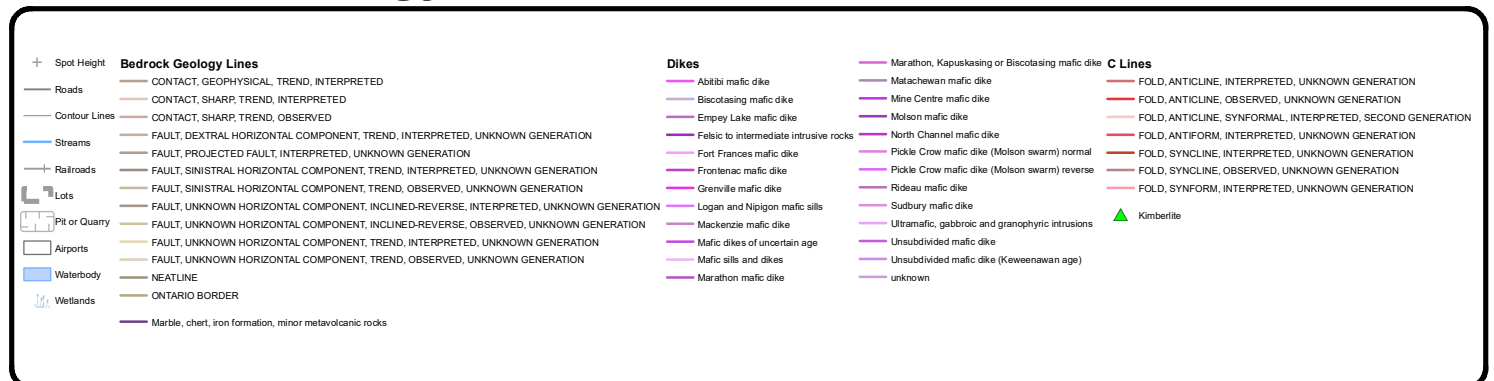 Spot Height
Roads
Contour Lines
Streams
Railroads
Lots
Pit or Quarry
Airports
Waterbody
Wetlands
Bedrock Geology Lines
CONTACT, GEOPHYSICAL, TREND, INTERPRETED
CONTACT, SHARP, TREND, INTERPRETED
CONTACT, SHARP, TREND, OBSERVED
FAULT, DEXTRAL HORIZONTAL COMPONENT, TREND, INTERPRETED, UNKNOWN GENERATION
FAULT, PROJECTED FAULT, INTERPRETED, UNKNOWN GENERATION
FAULT, SINISTRAL HORIZONTAL COMPONENT, TREND, INTERPRETED, UNKNOWN GENERATION
FAULT, SINISTRAL HORIZONTAL COMPONENT, TREND, OBSERVED, UNKNOWN GENERATION
FAULT, UNKNOWN HORIZONTAL COMPONENT, INCLINED-REVERSE, INTERPRETED, UNKNOWN GENERATION
FAULT, UNKNOWN HORIZONTAL COMPONENT, INCLINED-REVERSE, OBSERVED, UNKNOWN GENERATION
FAULT, UNKNOWN HORIZONTAL COMPONENT, TREND, INTERPRETED, UNKNOWN GENERATION
FAULT, UNKNOWN HORIZONTAL COMPONENT, TREND, OBSERVED, UNKNOWN GENERATION
NEATLINE
ONTARIO BORDER
Marble, chert, iron formation, minor metavolcanic rocks
Dikes
Abitibi mafic dike
Biscotasing mafic dike
Empey Lake mafic dike
Felsic to intermediate intrusive rocks
Fort Frances mafic dike
Frontenac mafic dike
Grenville mafic dike
Logan and Nipigon mafic sills
Mackenzie mafic dike
Mafic dikes of uncertain age
Mafic sills and dikes
Marathon mafic dike
Marathon, Kapuskasing or Biscotasing mafic dike
Matachewan mafic dike
Mine Centre mafic dike
Molson mafic dike
North Channel mafic dike
Pickle Crow mafic dike (Molson swarm) normal
Pickle Crow mafic dike (Molson swarm) reverse
Rideau mafic dike
Sudbury mafic dike
Ultramafic, gabbroic and granophyric intrusions
Unsubdivided mafic dike
Unsubdivided mafic dike (Keweenawan age)
unknown
C Lines
FOLD, ANTICLINE, INTERPRETED, UNKNOWN GENERATION
FOLD, ANTICLINE, OBSERVED, UNKNOWN GENERATION
FOLD, ANTICLINE, SYNFORMAL, INTERPRETED, SECOND GENERATION
FOLD, ANTIFORM, INTERPRETED, UNKNOWN GENERATION
FOLD, SYNCLINE, INTERPRETED, UNKNOWN GENERATION
FOLD, SYNCLINE, OBSERVED, UNKNOWN GENERATION
FOLD, SYNFORM, INTERPRETED, UNKNOWN GENERATION
Kimberlite